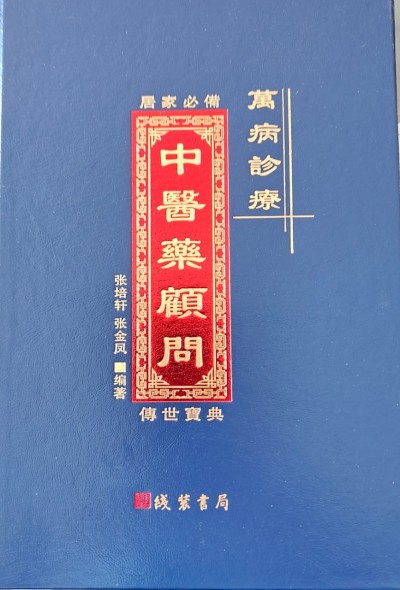 萬病診療
居家必備
中醫藥顧問
傳世寶典
张培轩 张金凤 编著
线装書局